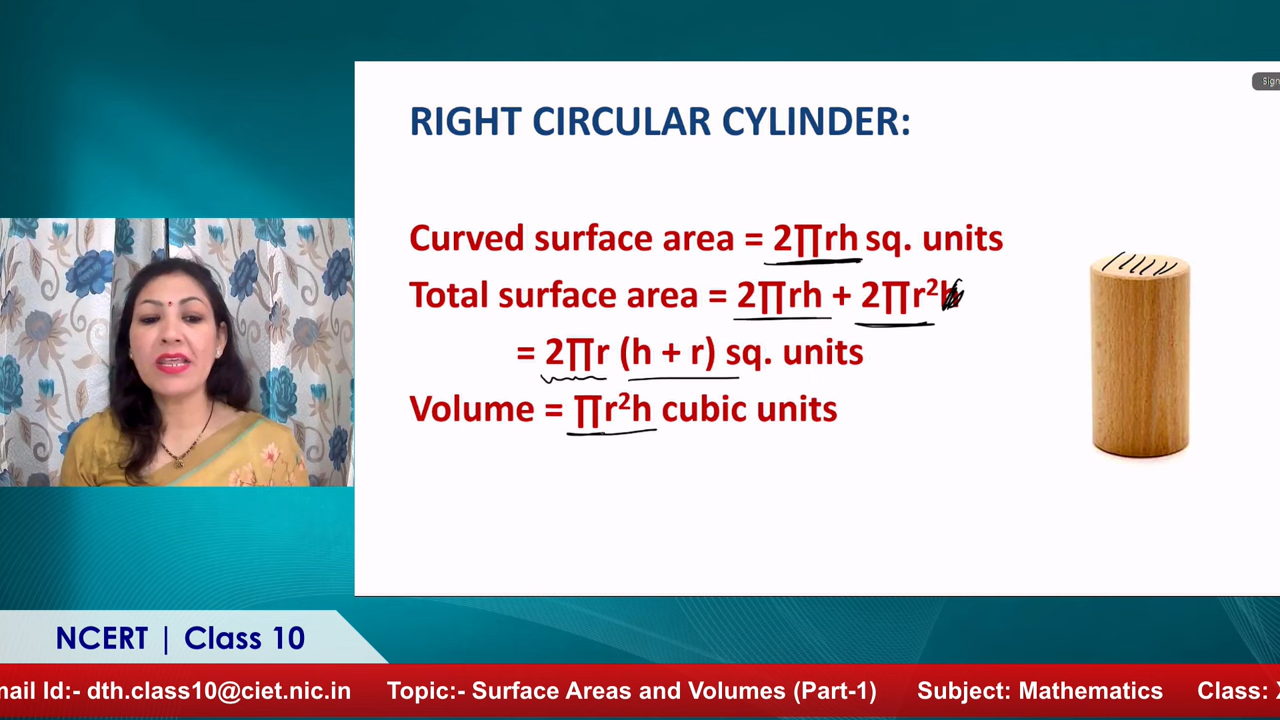 Sign
RIGHT CIRCULAR CYLINDER:
Curved surface area = 2∏rh sq. units
Total surface area = 2∏rh + 2∏r²
= 2∏r (h + r) sq. units
Volume = ∏r²h cubic units
NCERT | Class 10
mail Id:- dth.class10@ciet.nic.in Topic:- Surface Areas and Volumes (Part-1) Subject: Mathematics Class: X